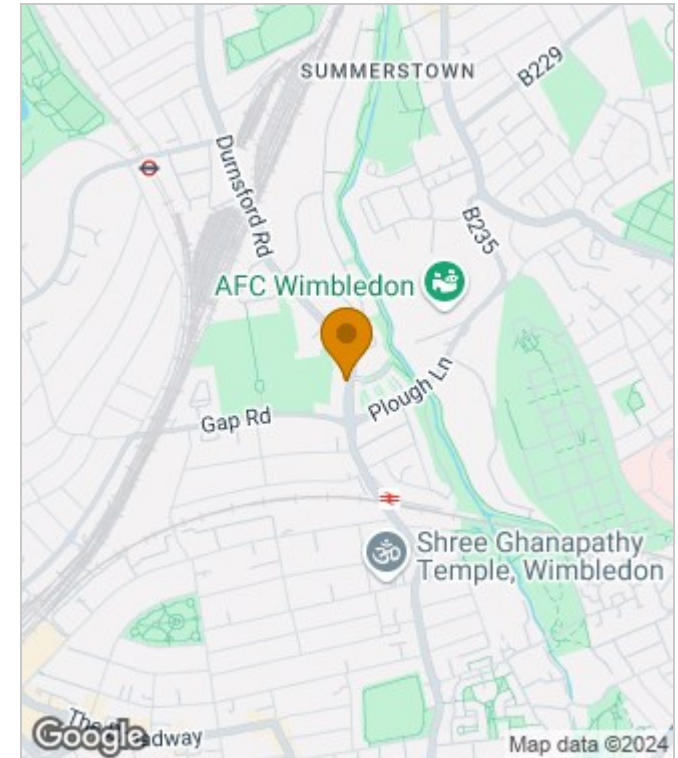 SUMMERSTOWN
B229
Durnsford Rd
B235
AFC Wimbledon
Plough Ln
Gap Rd
Shree Ghanapathy
Temple, Wimbledon
Google
Map data ©2024